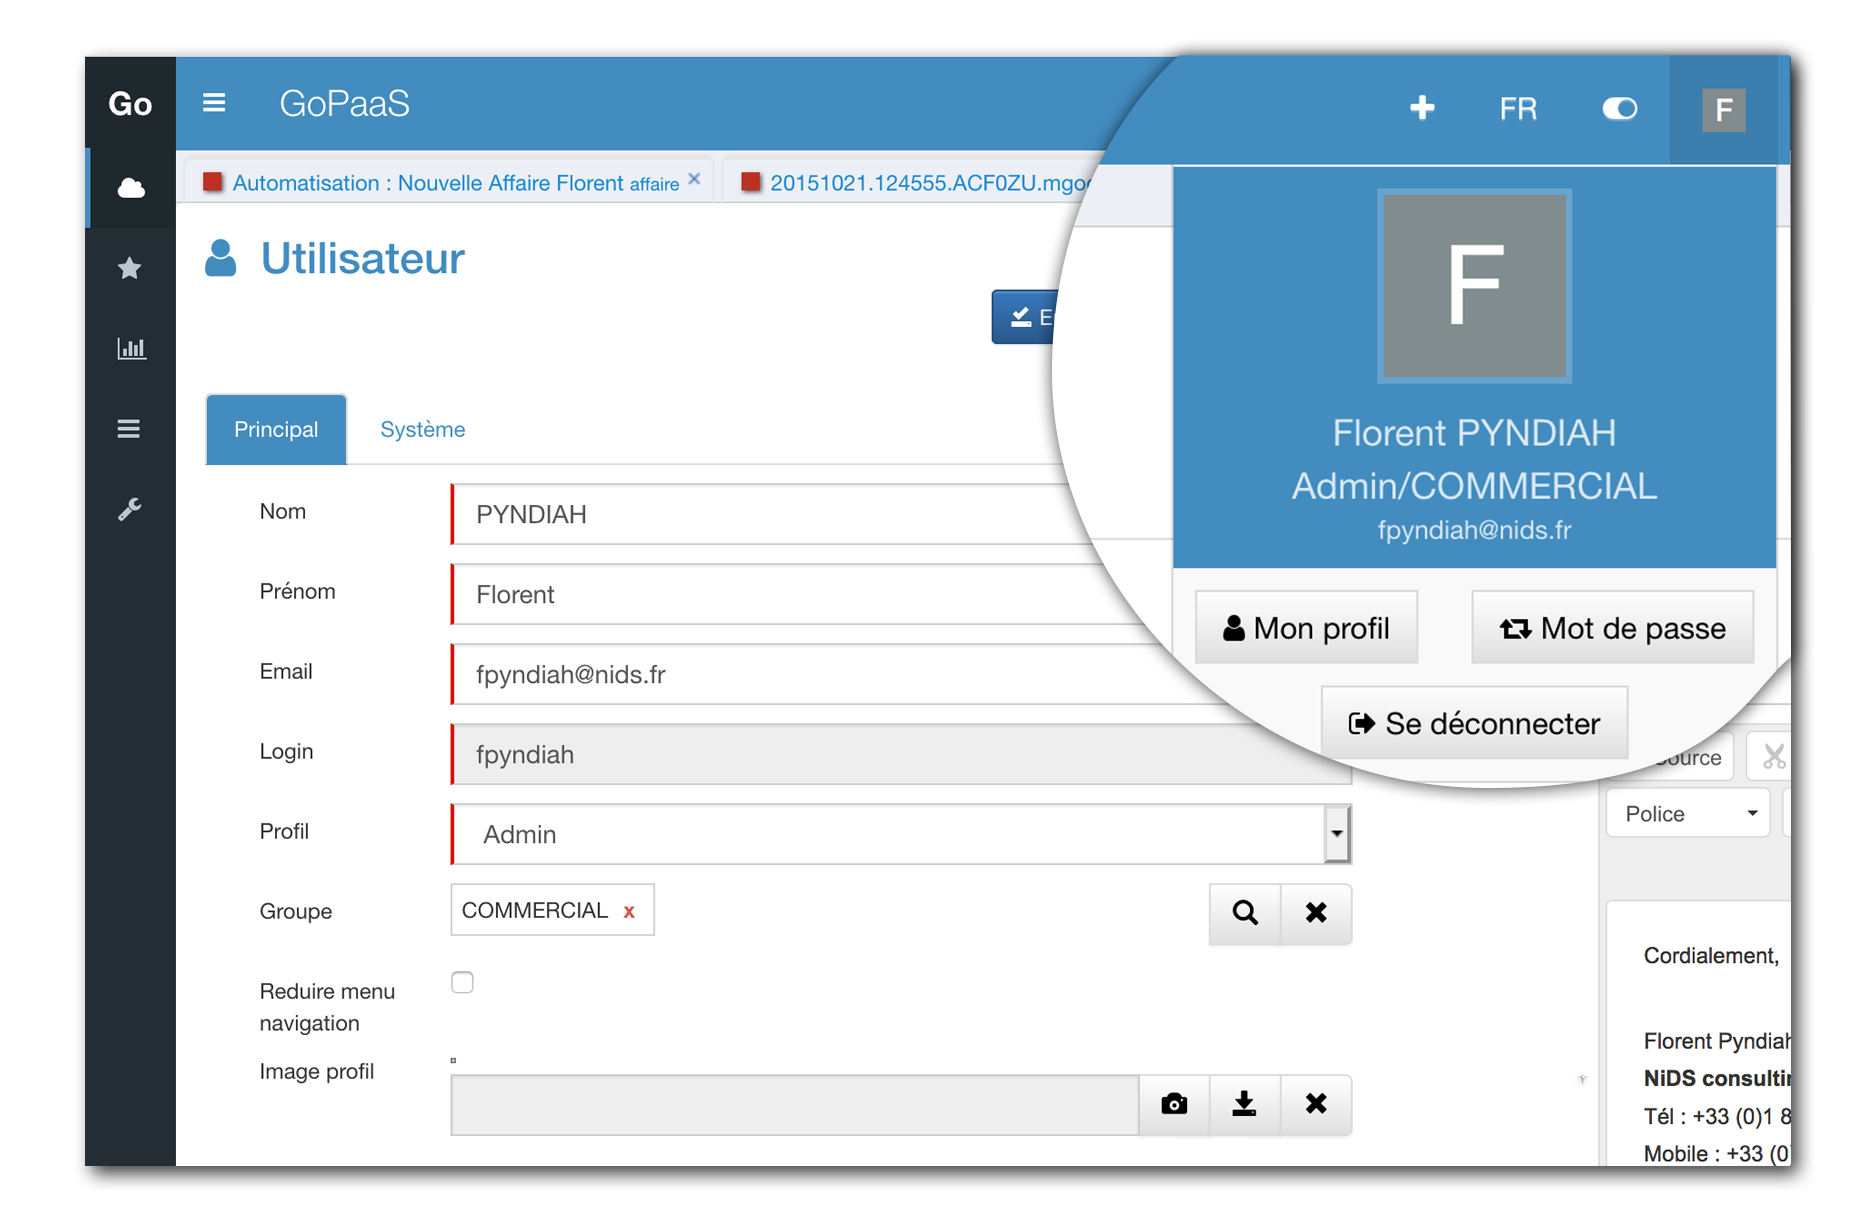 Go
GoPaaS
FR
F
Automatisation : Nouvelle Affaire Florent affaire
20151021.124555.ACF0ZU.mgo
Utilisateur
F
Florent PYNDIAH
Admin/COMMERCIAL
fpyndiah@nids.fr
Mon profil
Mot de passe
Se déconnecter
Principal
Système
Nom
PYNDIAH
Prénom
Florent
Email
fpyndiah@nids.fr
Login
fpyndiah
Profil
Admin
Groupe
COMMERCIAL x
Reduire menu
navigation
Image profil
Police
Cordialement,
Florent Pyndiah
NiDS
Tél : +33 (0)1 8
Mobile : +33 (0